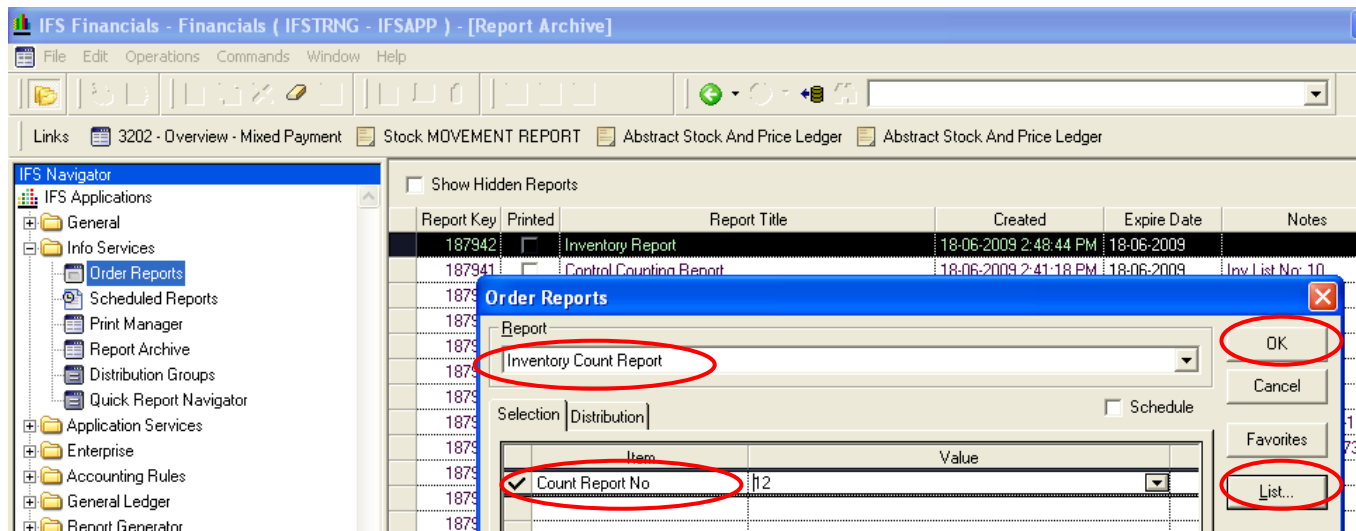 IFS Financials - Financials ( IFSTRNG - IFSAPP ) - [Report Archive]
File Edit Operations Commands Window Help
Links 3202 - Overview - Mixed Payment Stock MOVEMENT REPORT Abstract Stock And Price Ledger Abstract Stock And Price Ledger
IFS Navigator
IFS Applications
General
Info Services
Order Reports
Scheduled Reports
Print Manager
Report Archive
Distribution Groups
Quick Report Navigator
Application Services
Enterprise
Accounting Rules
General Ledger
Report Generator
Show Hidden Reports
Report Key Printed Report Title Created Expire Date Notes
187942 Inventory Report 18-06-2009 2:48:44 PM 18-06-2009
187941 Control Counting Report 18-06-2009 2:41:18 PM 18-06-2009 Inv List No: 10
Order Reports
Report
Inventory Count Report
OK
Cancel
Selection Distribution
Schedule
Favorites
Item Value
Count Report No 12
List...